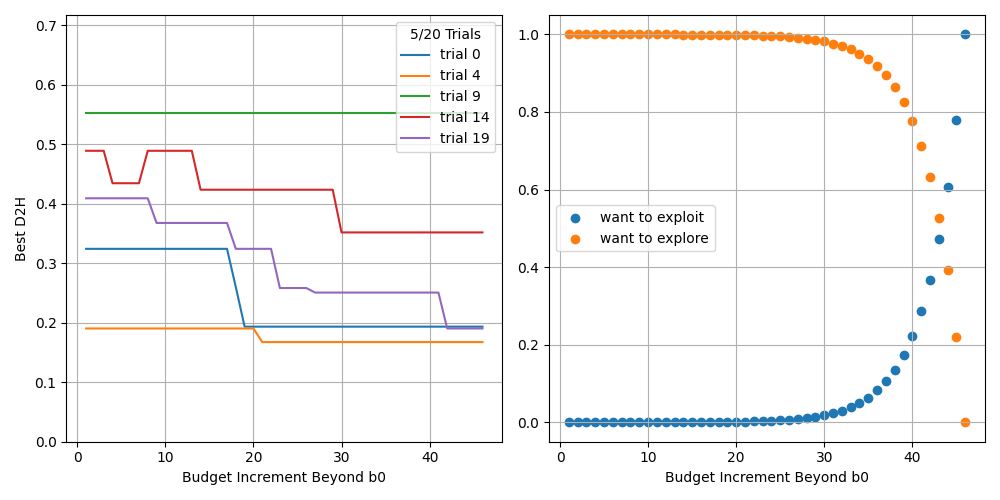 0.7
0.6
0.5
0.4
0.3
0.2
0.1
0.0
Best D2H
0
10
20
30
40
Budget Increment Beyond b0
5/20 Trials
trial 0
trial 4
trial 9
trial 14
trial 19
1.0
0.8
0.6
0.4
0.2
0.0
0
10
20
30
40
Budget Increment Beyond b0
want to exploit
want to explore